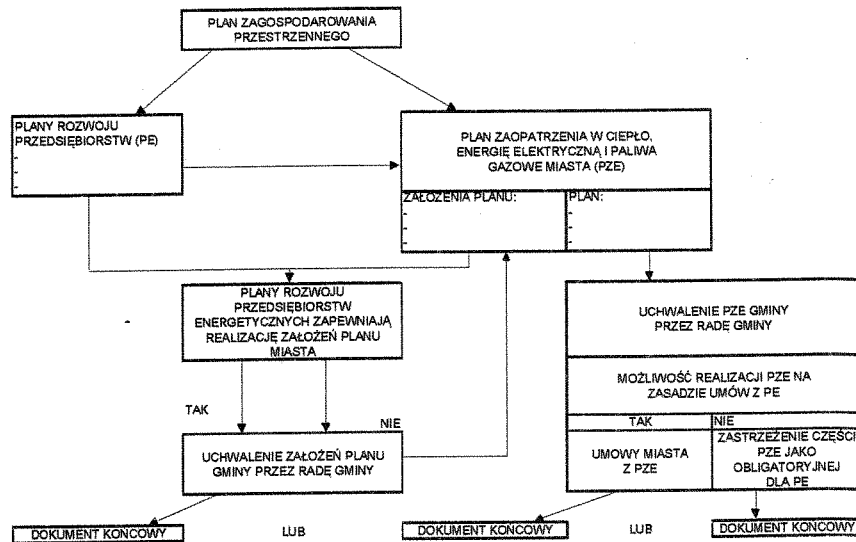 PLAN ZAGOSPODAROWANIA
PRZESTRZENNEGO
PLANY ROZWOJU
PRZEDSIĘBIORSTW (PE)
-
-
-
PLAN ZAOPATRZENIA W CIEPŁO,
ENERGIĘ ELEKTRYCZNĄ I PALIWA
GAZOWE MIASTA (PZE)
ZAŁOŻENIA PLANU:
-
-
-
PLAN:
-
-
-
PLANY ROZWOJU
PRZEDSIĘBIORSTW
ENERGETYCZNYCH ZAPEWNIAJĄ
REALIZACJĘ ZAŁOŻEŃ PLANU
MIASTA
TAK
NIE
UCHWALENIE ZAŁOŻEŃ PLANU
GMINY PRZEZ RADĘ GMINY
UCHWALENIE PZE GMINY
PRZEZ RADĘ GMINY
MOŻLIWOŚĆ REALIZACJI PZE NA
ZASADZIE UMÓW Z PE
TAK
NIE
UMOWY MIASTA
Z PZE
ZASTRZEŻENIE CZĘŚCI
PZE JAKO
OBLIGATORYJNEJ
DLA PE
DOKUMENT KOŃCOWY
LUB
DOKUMENT KOŃCOWY
LUB
DOKUMENT KOŃCOWY